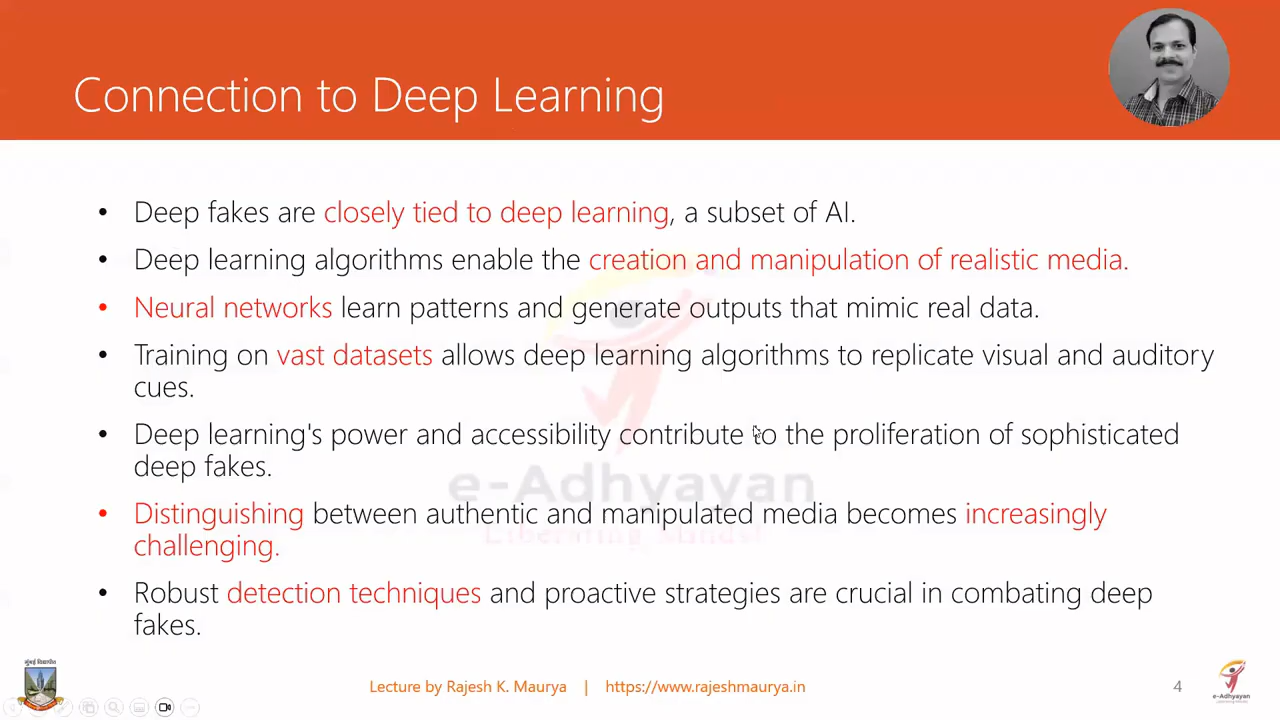 Connection to Deep Learning
• Deep fakes are closely tied to deep learning, a subset of AI.
• Deep learning algorithms enable the creation and manipulation of realistic media.
• Neural networks learn patterns and generate outputs that mimic real data.
• Training on vast datasets allows deep learning algorithms to replicate visual and auditory
cues.
• Deep learning's power and accessibility contribute to the proliferation of sophisticated
deep fakes.
e-Adhyayan
• Distinguishing between authentic and manipulated media becomes increasingly
challenging.
Liberating Minds!
• Robust detection techniques and proactive strategies are crucial in combating deep
fakes.
Lecture by Rajesh K. Maurya | https://www.rajeshmaurya.in
4
e-Adhyayan